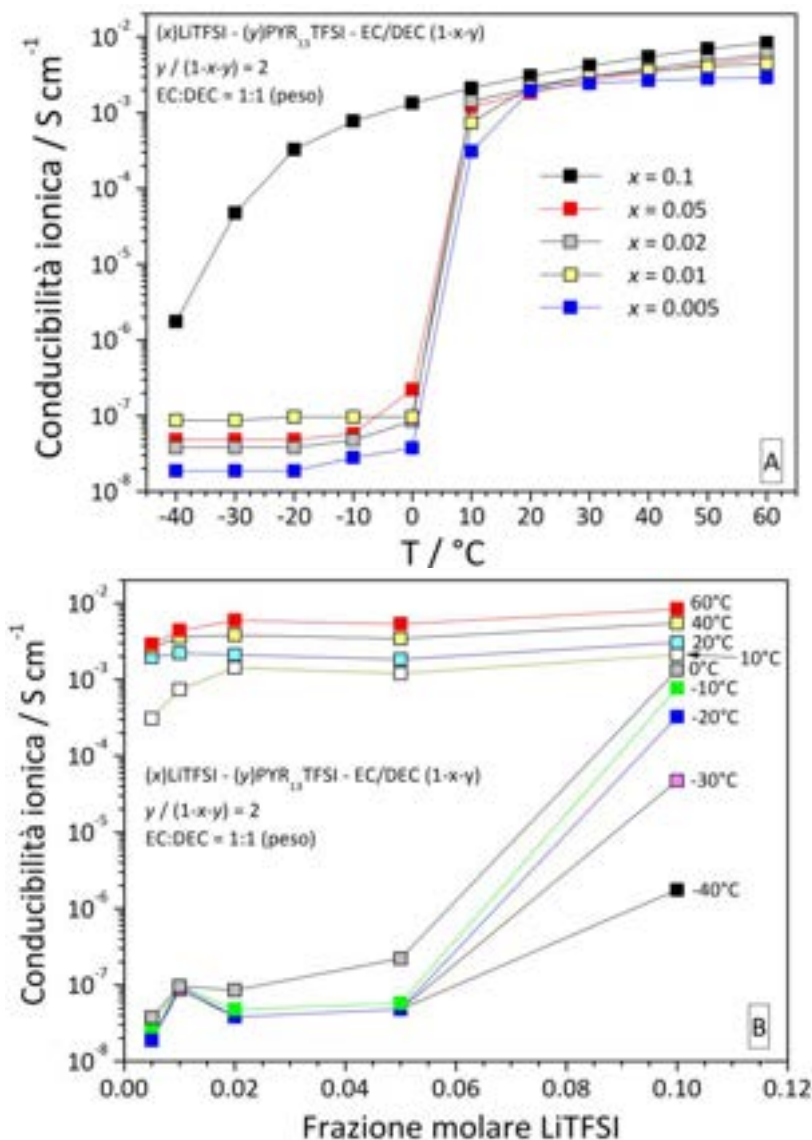 (x)LiTFSI - (y)PYR₁₃TFSI - EC/DEC (1-x-y)
y / (1-x-y) = 2
EC:DEC = 1:1 (peso)
Conducibilità ionica / S cm⁻¹
10⁻²
10⁻³
10⁻⁴
10⁻⁵
10⁻⁶
10⁻⁷
10⁻⁸
x = 0.1
x = 0.05
x = 0.02
x = 0.01
x = 0.005
A
-40 -30 -20 -10 0 10 20 30 40 50 60
T / °C
Conducibilità ionica / S cm⁻¹
10⁻²
10⁻³
10⁻⁴
10⁻⁵
10⁻⁶
10⁻⁷
10⁻⁸
60°C
40°C
20°C
10°C
0°C
-10°C
-20°C
-30°C
-40°C
(x)LiTFSI - (y)PYR₁₃TFSI - EC/DEC (1-x-y)
y / (1-x-y) = 2
EC:DEC = 1:1 (peso)
B
0.00 0.02 0.04 0.06 0.08 0.10 0.12
Frazione molare LiTFSI